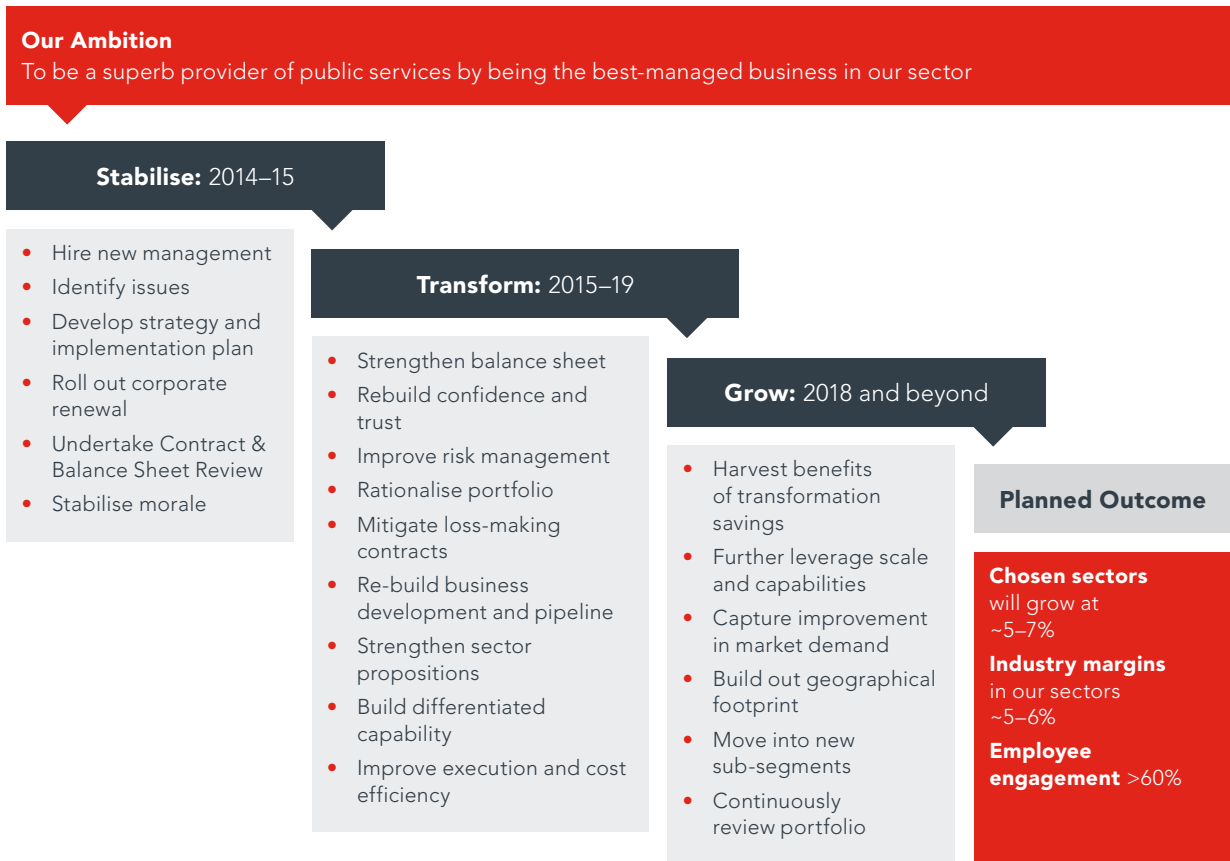 Our Ambition
To be a superb provider of public services by being the best-managed business in our sector
Stabilise: 2014–15
• Hire new management
• Identify issues
• Develop strategy and
implementation plan
• Roll out corporate
renewal
• Undertake Contract &
Balance Sheet Review
• Stabilise morale
Transform: 2015–19
• Strengthen balance sheet
• Rebuild confidence and
trust
• Improve risk management
• Rationalise portfolio
• Mitigate loss-making
contracts
• Re-build business
development and pipeline
• Strengthen sector
propositions
• Build differentiated
capability
• Improve execution and cost
efficiency
Grow: 2018 and beyond
• Harvest benefits
of transformation
savings
• Further leverage scale
and capabilities
• Capture improvement
in market demand
• Build out geographical
footprint
• Move into new
sub-segments
• Continuously
review portfolio
Planned Outcome
Chosen sectors
will grow at
~5–7%
Industry margins
in our sectors
~5–6%
Employee
engagement >60%